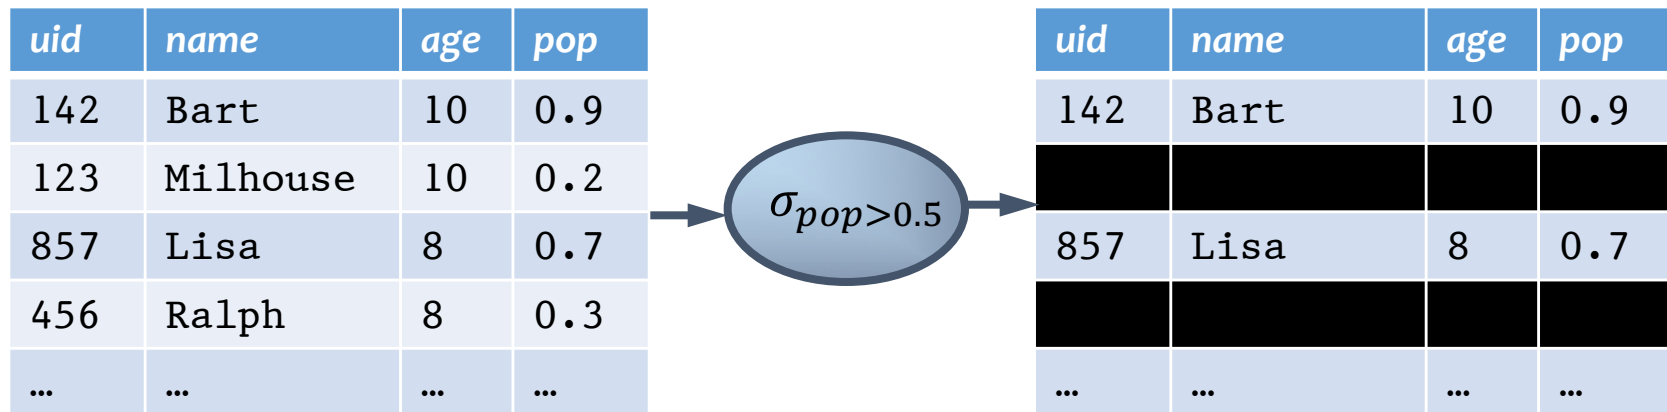 uid name age pop
142 Bart 10 0.9
123 Milhouse 10 0.2
857 Lisa 8 0.7
456 Ralph 8 0.3
… … … …
σpop>0.5
uid name age pop
142 Bart 10 0.9
857 Lisa 8 0.7
… … … …